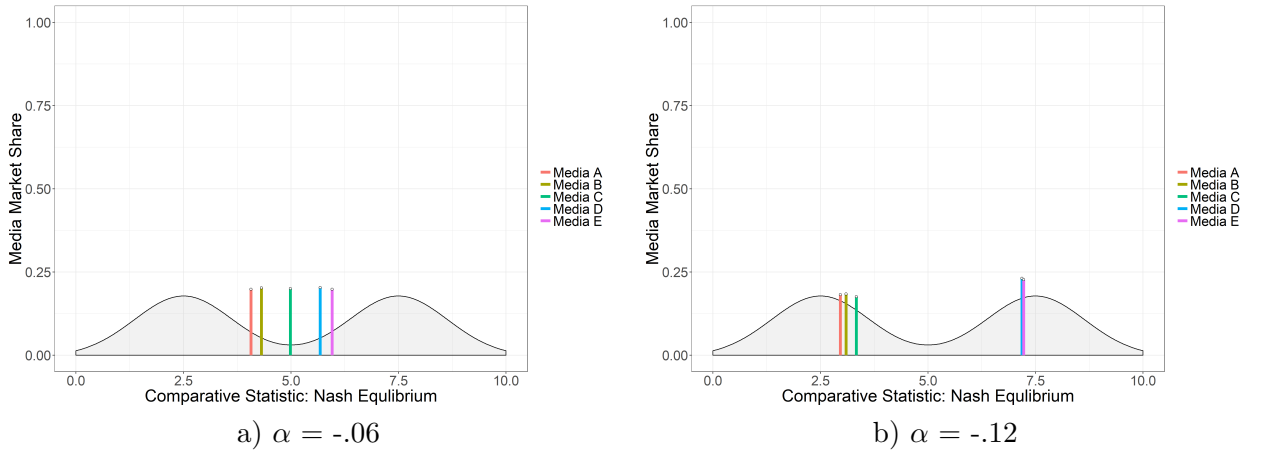 1.00
0.75
0.50
0.25
0.00
Media Market Share
0.0 2.5 5.0 7.5 10.0
Comparative Statistic: Nash Equlibrium
Media A
Media B
Media C
Media D
Media E
a) α = -.06
1.00
0.75
0.50
0.25
0.00
Media Market Share
0.0 2.5 5.0 7.5 10.0
Comparative Statistic: Nash Equlibrium
Media A
Media B
Media C
Media D
Media E
b) α = -.12